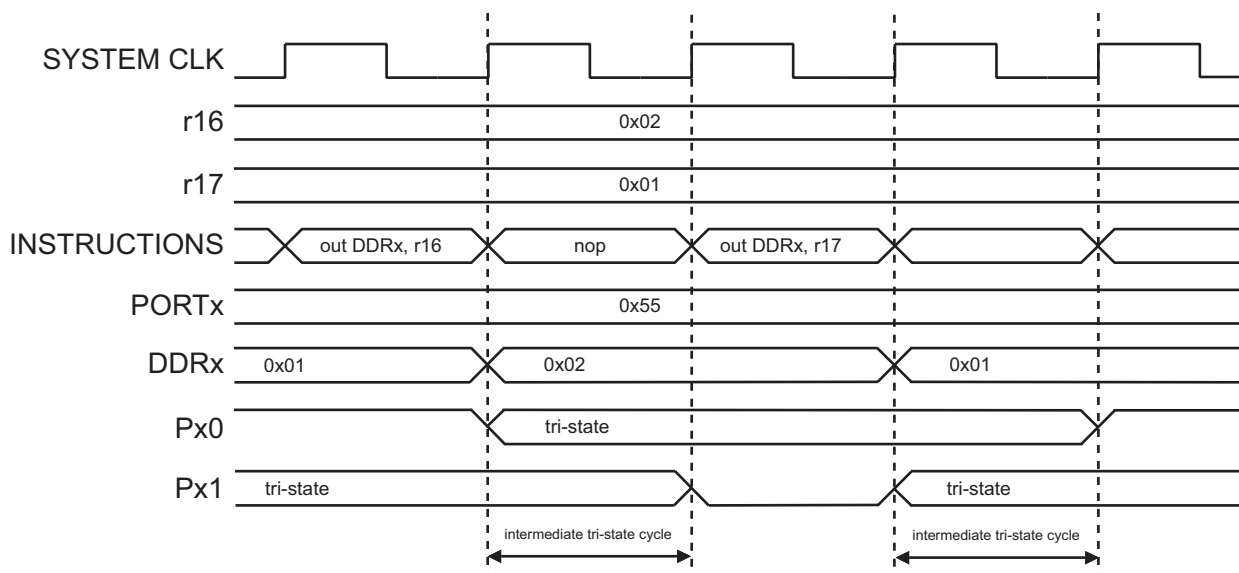 SYSTEM CLK
r16
0x02
r17
0x01
INSTRUCTIONS
out DDRx, r16
nop
out DDRx, r17
PORTx
0x55
DDRx
0x01
0x02
0x01
Px0
tri-state
Px1
tri-state
tri-state
intermediate tri-state cycle
intermediate tri-state cycle